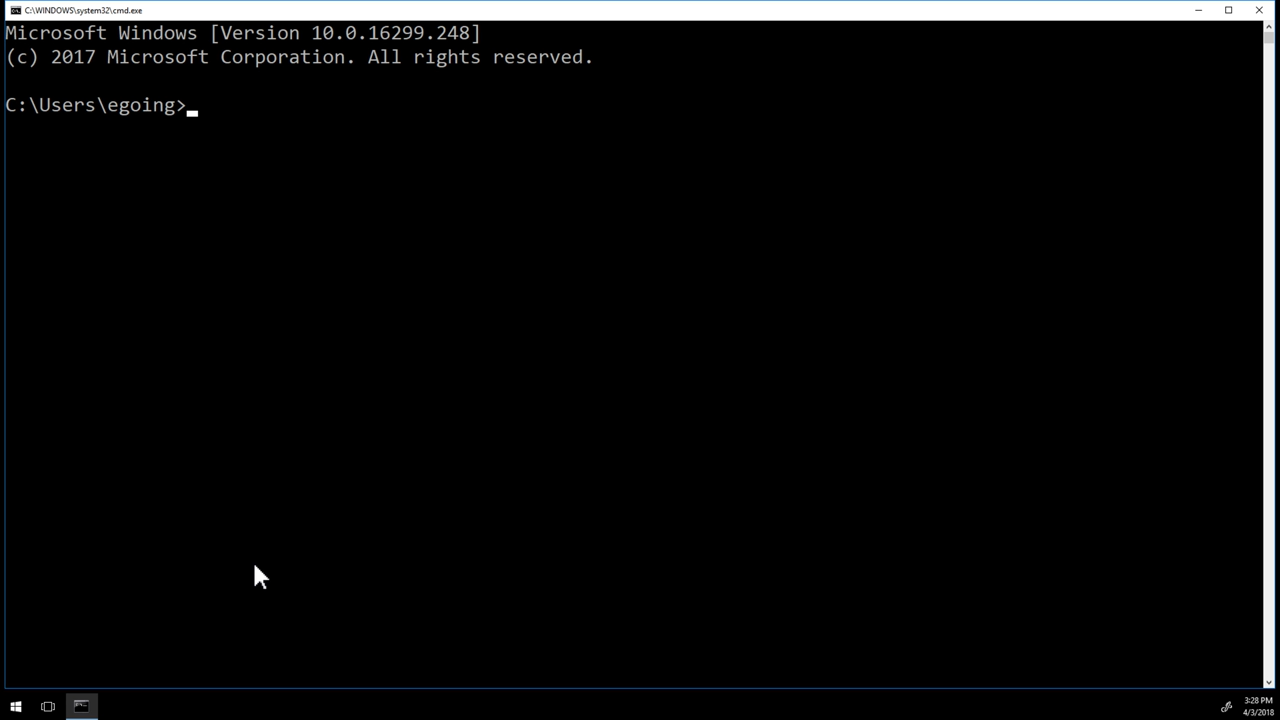 C:\WINDOWS\system32\cmd.exe
Microsoft Windows [Version 10.0.16299.248]
(c) 2017 Microsoft Corporation. All rights reserved.
C:\Users\egoing>
3:28 PM
4/3/2018